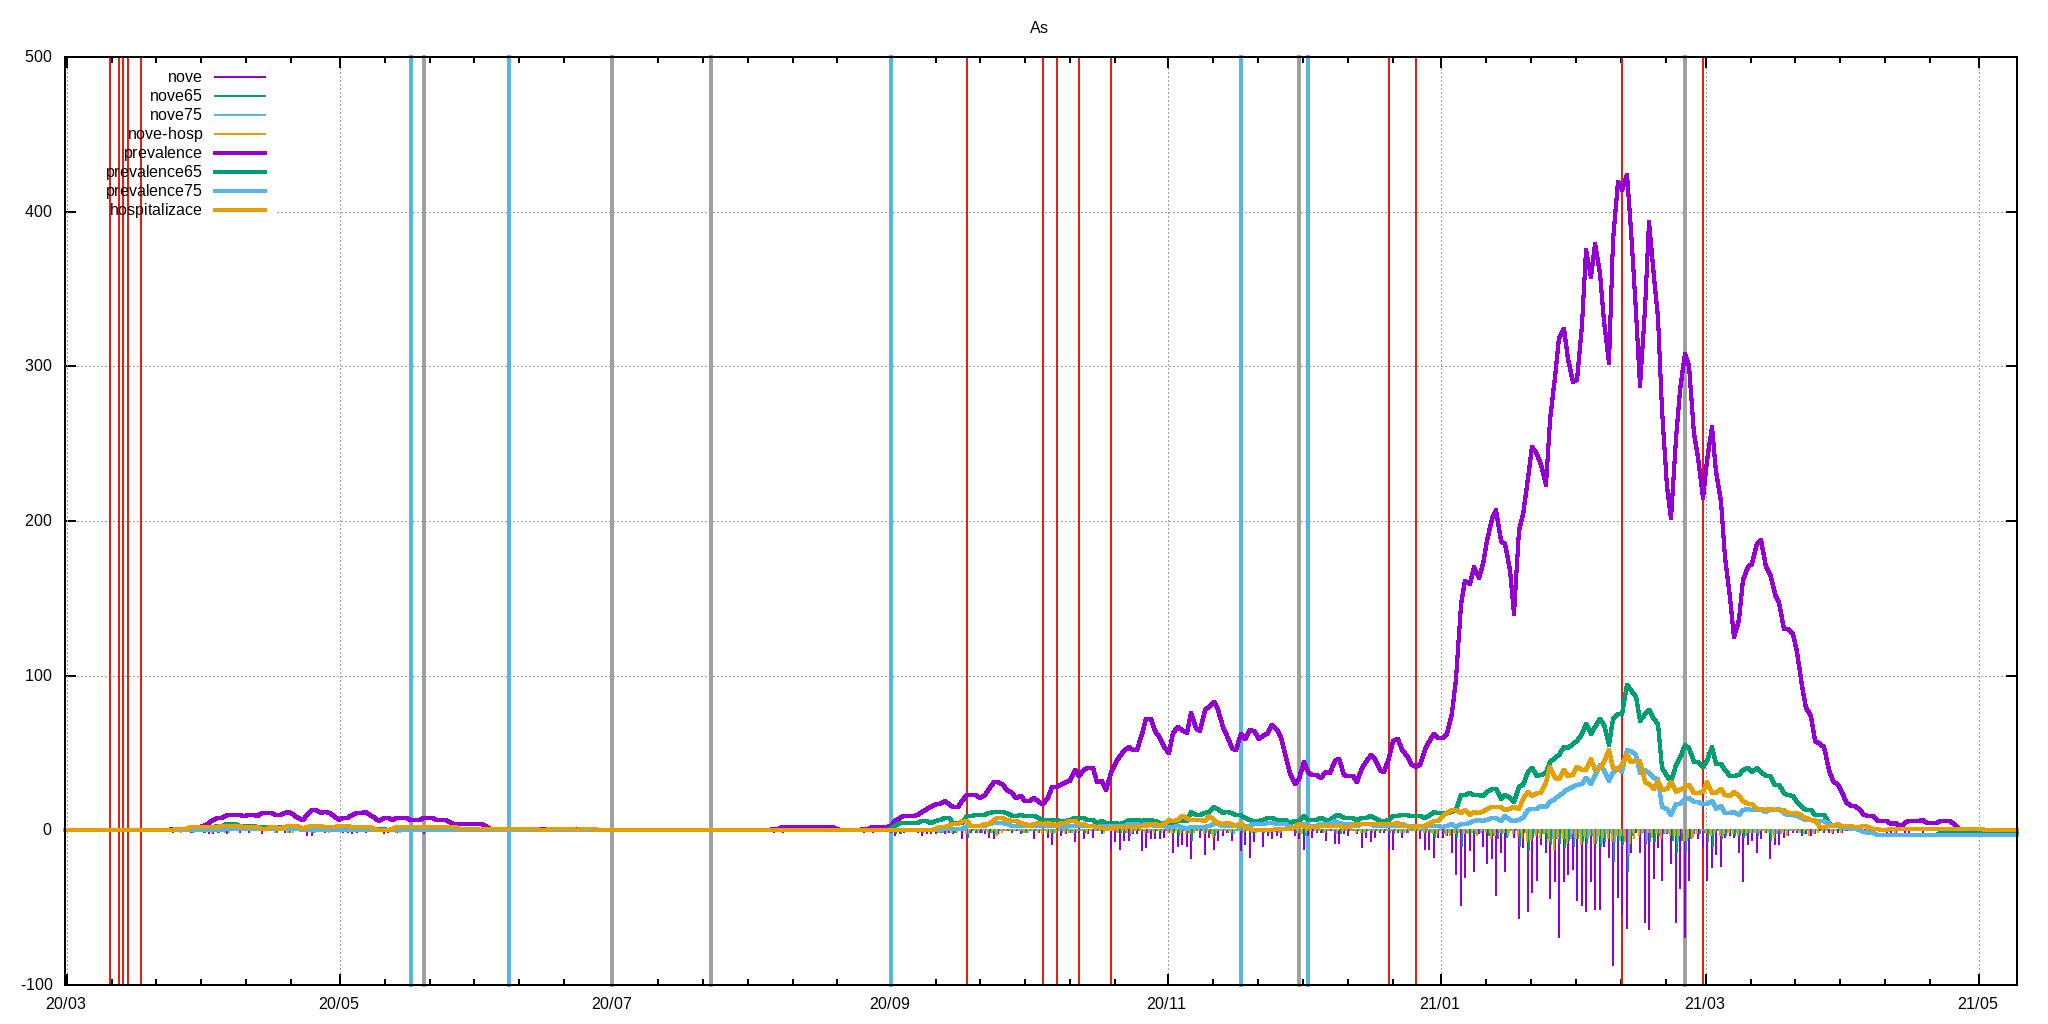 As
500
nove
nove65
nove75
nove-hosp
prevalence
prevalence65
prevalence75
hospitalizace
400
300
200
100
0
-100
20/03 20/05 20/07 20/09 20/11 21/01 21/03 21/05